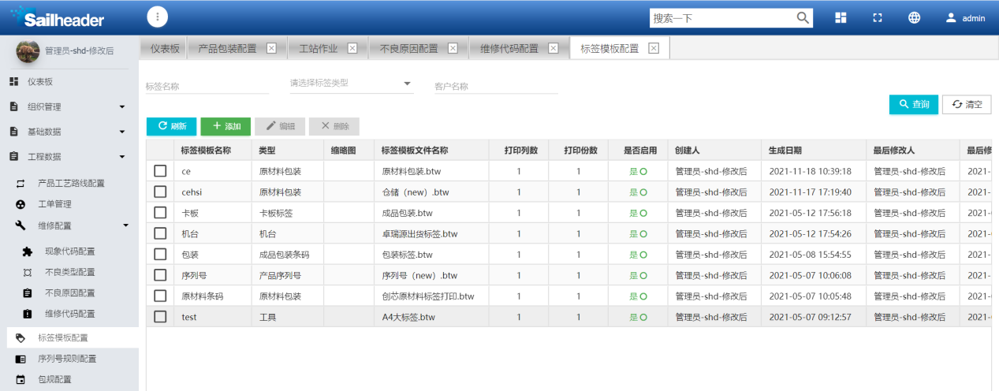 Sailheader
搜索一下
admin
管理员-shd-修改后
仪表板 产品包装配置 工站作业 不良原因配置 维修代码配置 标签模板配置
仪表板
组织管理
基础数据
工程数据
产品工艺路线配置
工单管理
维修配置
现象代码配置
不良类型配置
不良原因配置
维修代码配置
标签模板配置
序列号规则配置
包规配置
标签名称 请选择标签类型 客户名称
查询 清空
刷新 添加 编辑 删除
标签模板名称 类型 缩略图 标签模板文件名称 打印列数 打印份数 是否启用 创建人 生成日期 最后修改人 最后修
ce 原材料包装 原材料包装.btw 1 1 是 管理员-shd-修改后 2021-11-18 10:39:18 管理员-shd-修改后 2021-
cehsi 原材料包装 仓储（new）.btw 1 1 是 管理员-shd-修改后 2021-11-17 17:19:40 管理员-shd-修改后 2021-
卡板 卡板标签 成品包装.btw 1 1 是 管理员-shd-修改后 2021-05-12 17:56:18 管理员-shd-修改后 2021-
机台 机台 卓瑞源出货标签.btw 1 1 是 管理员-shd-修改后 2021-05-12 17:54:26 管理员-shd-修改后 2021-
包装 成品包装条码 包装标签.btw 1 1 是 管理员-shd-修改后 2021-05-08 15:54:55 管理员-shd-修改后 2021-
序列号 产品序列号 序列号（new）.btw 1 1 是 管理员-shd-修改后 2021-05-07 10:06:08 管理员-shd-修改后 2021-
原材料条码 原材料包装 创芯原材料标签打印.btw 1 1 是 管理员-shd-修改后 2021-05-07 10:05:48 管理员-shd-修改后 2021-
test 工具 A4大标签.btw 1 1 是 管理员-shd-修改后 2021-05-07 09:12:57 管理员-shd-修改后 2021-